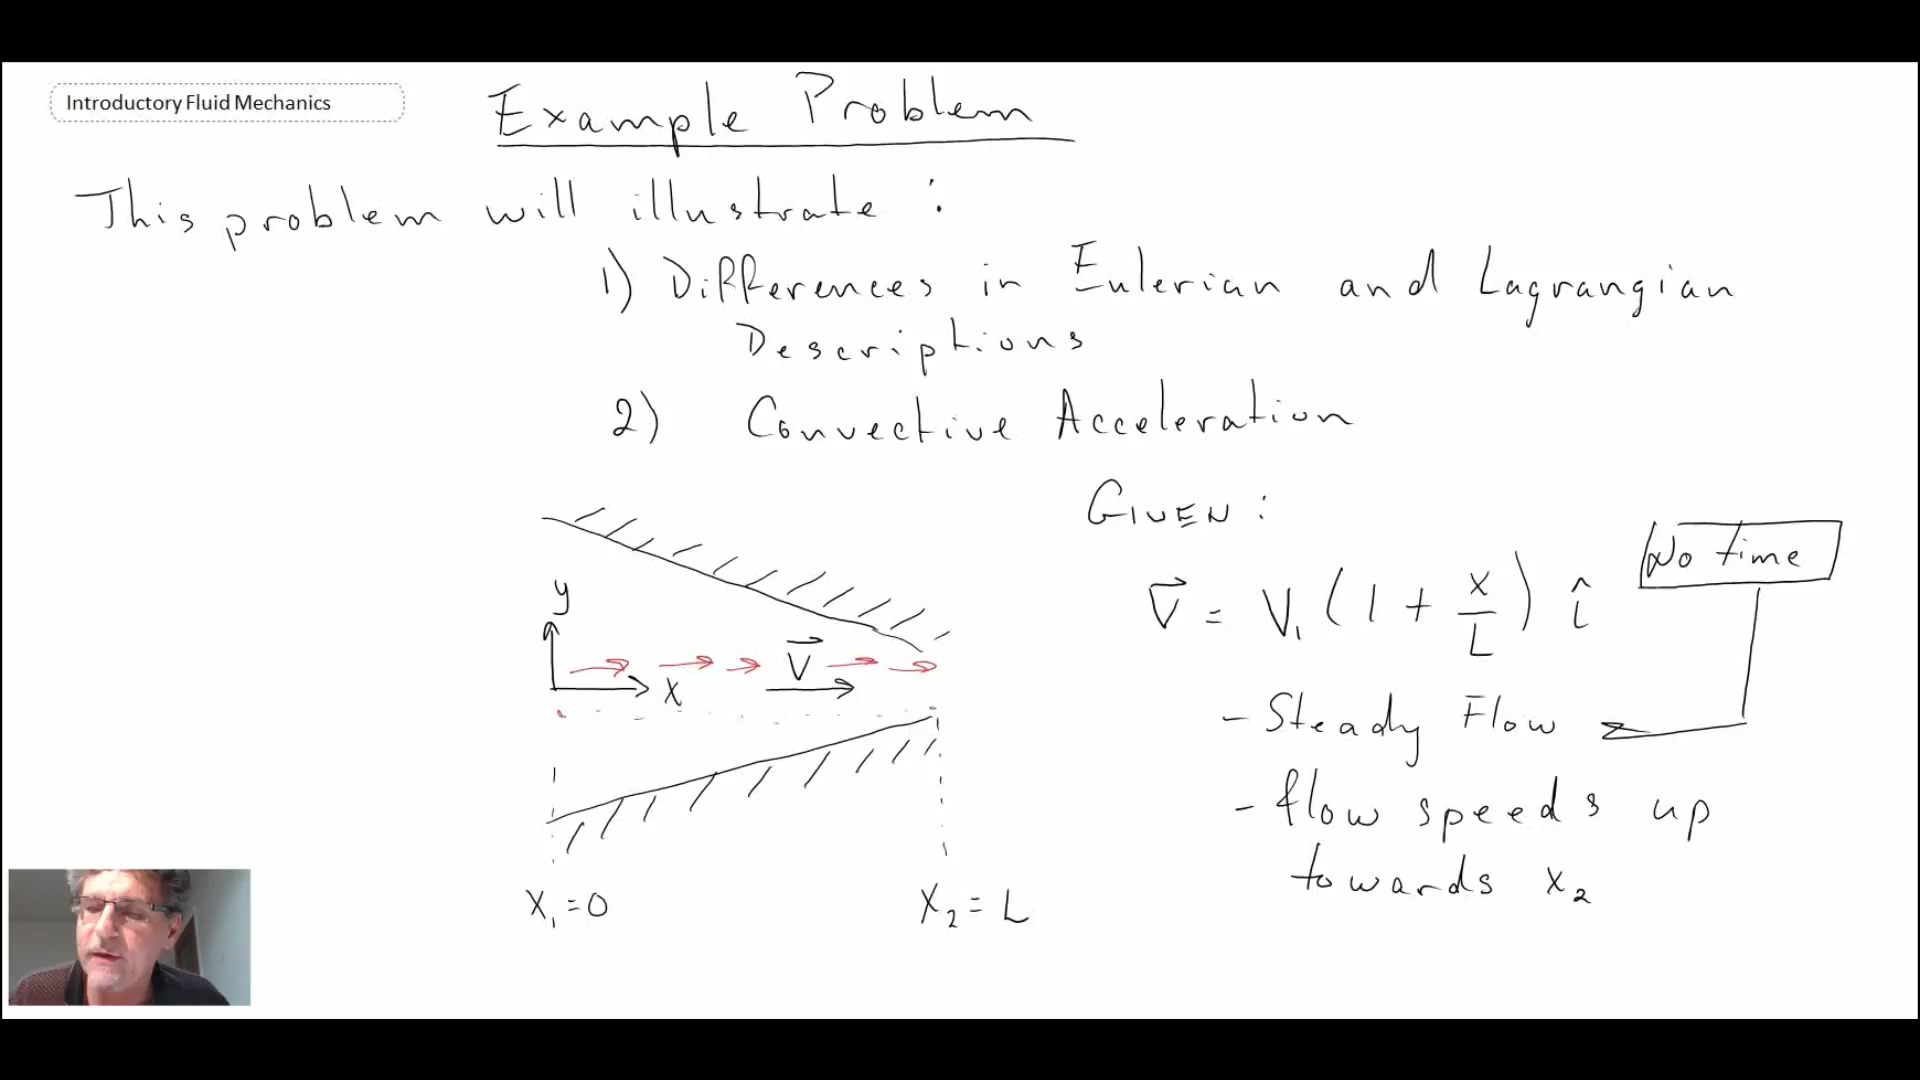 Introductory Fluid Mechanics
Example Problem
This problem will illustrate :
1) Differences in Eulerian and Lagrangian
Descriptions
2) Convective Acceleration
GIVEN :
No time
V⃗ = V₁ (1 + x/L) î
- Steady Flow
- flow speeds up
towards x₂
y
V⃗
x
x₁ = 0
x₂ = L